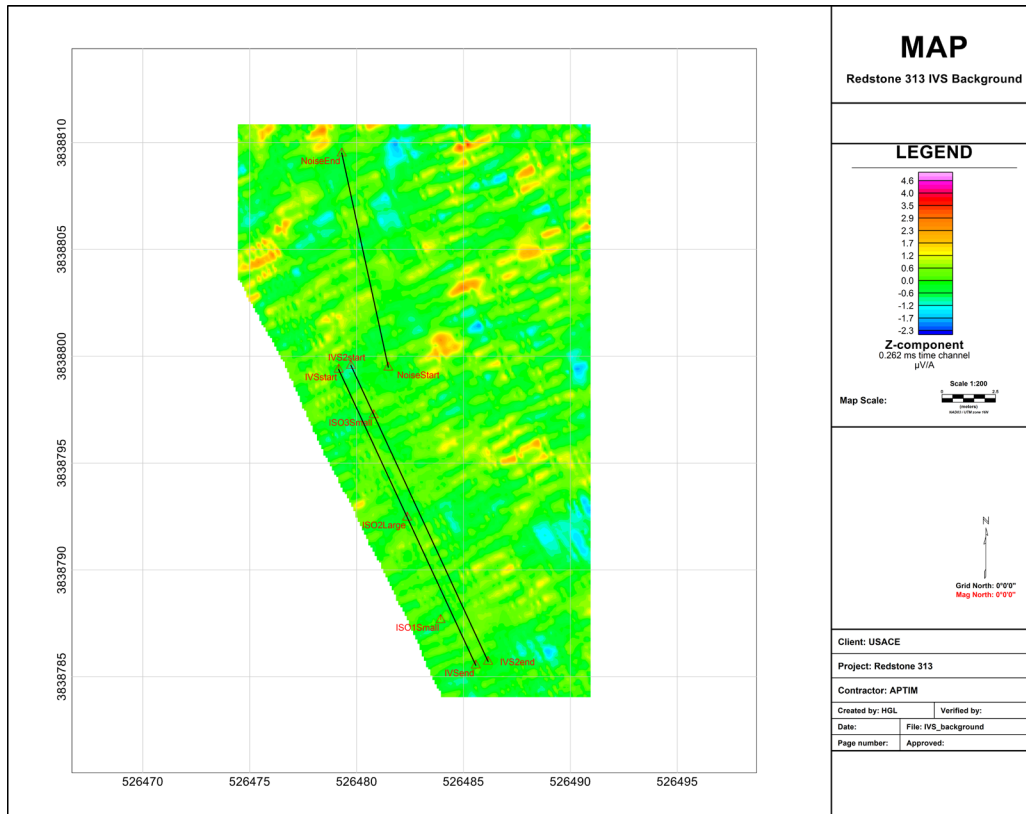 MAP
Redstone 313 IVS Background
LEGEND
4.6
4.0
3.5
2.9
2.3
1.7
1.2
0.6
0.0
-0.6
-1.2
-1.7
-2.3
Z-component
0.262 ms time channel
µV/A
Map Scale:
Scale 1:200
0 2.5
(meters)
N
Grid North: 0°0'0"
Mag North: 0°0'0"
Client: USACE
Project: Redstone 313
Contractor: APTIM
Created by: HGL Verified by:
Date: File: IVS_background
Page number: Approved:
3838810
3838805
3838800
3838795
3838790
3838785
526470 526475 526480 526485 526490 526495
NoiseEnd
NoiseStart
IVS2start
IVSstart
ISO3Small
ISO2Large
ISO1Small
IVSend
IVS2end